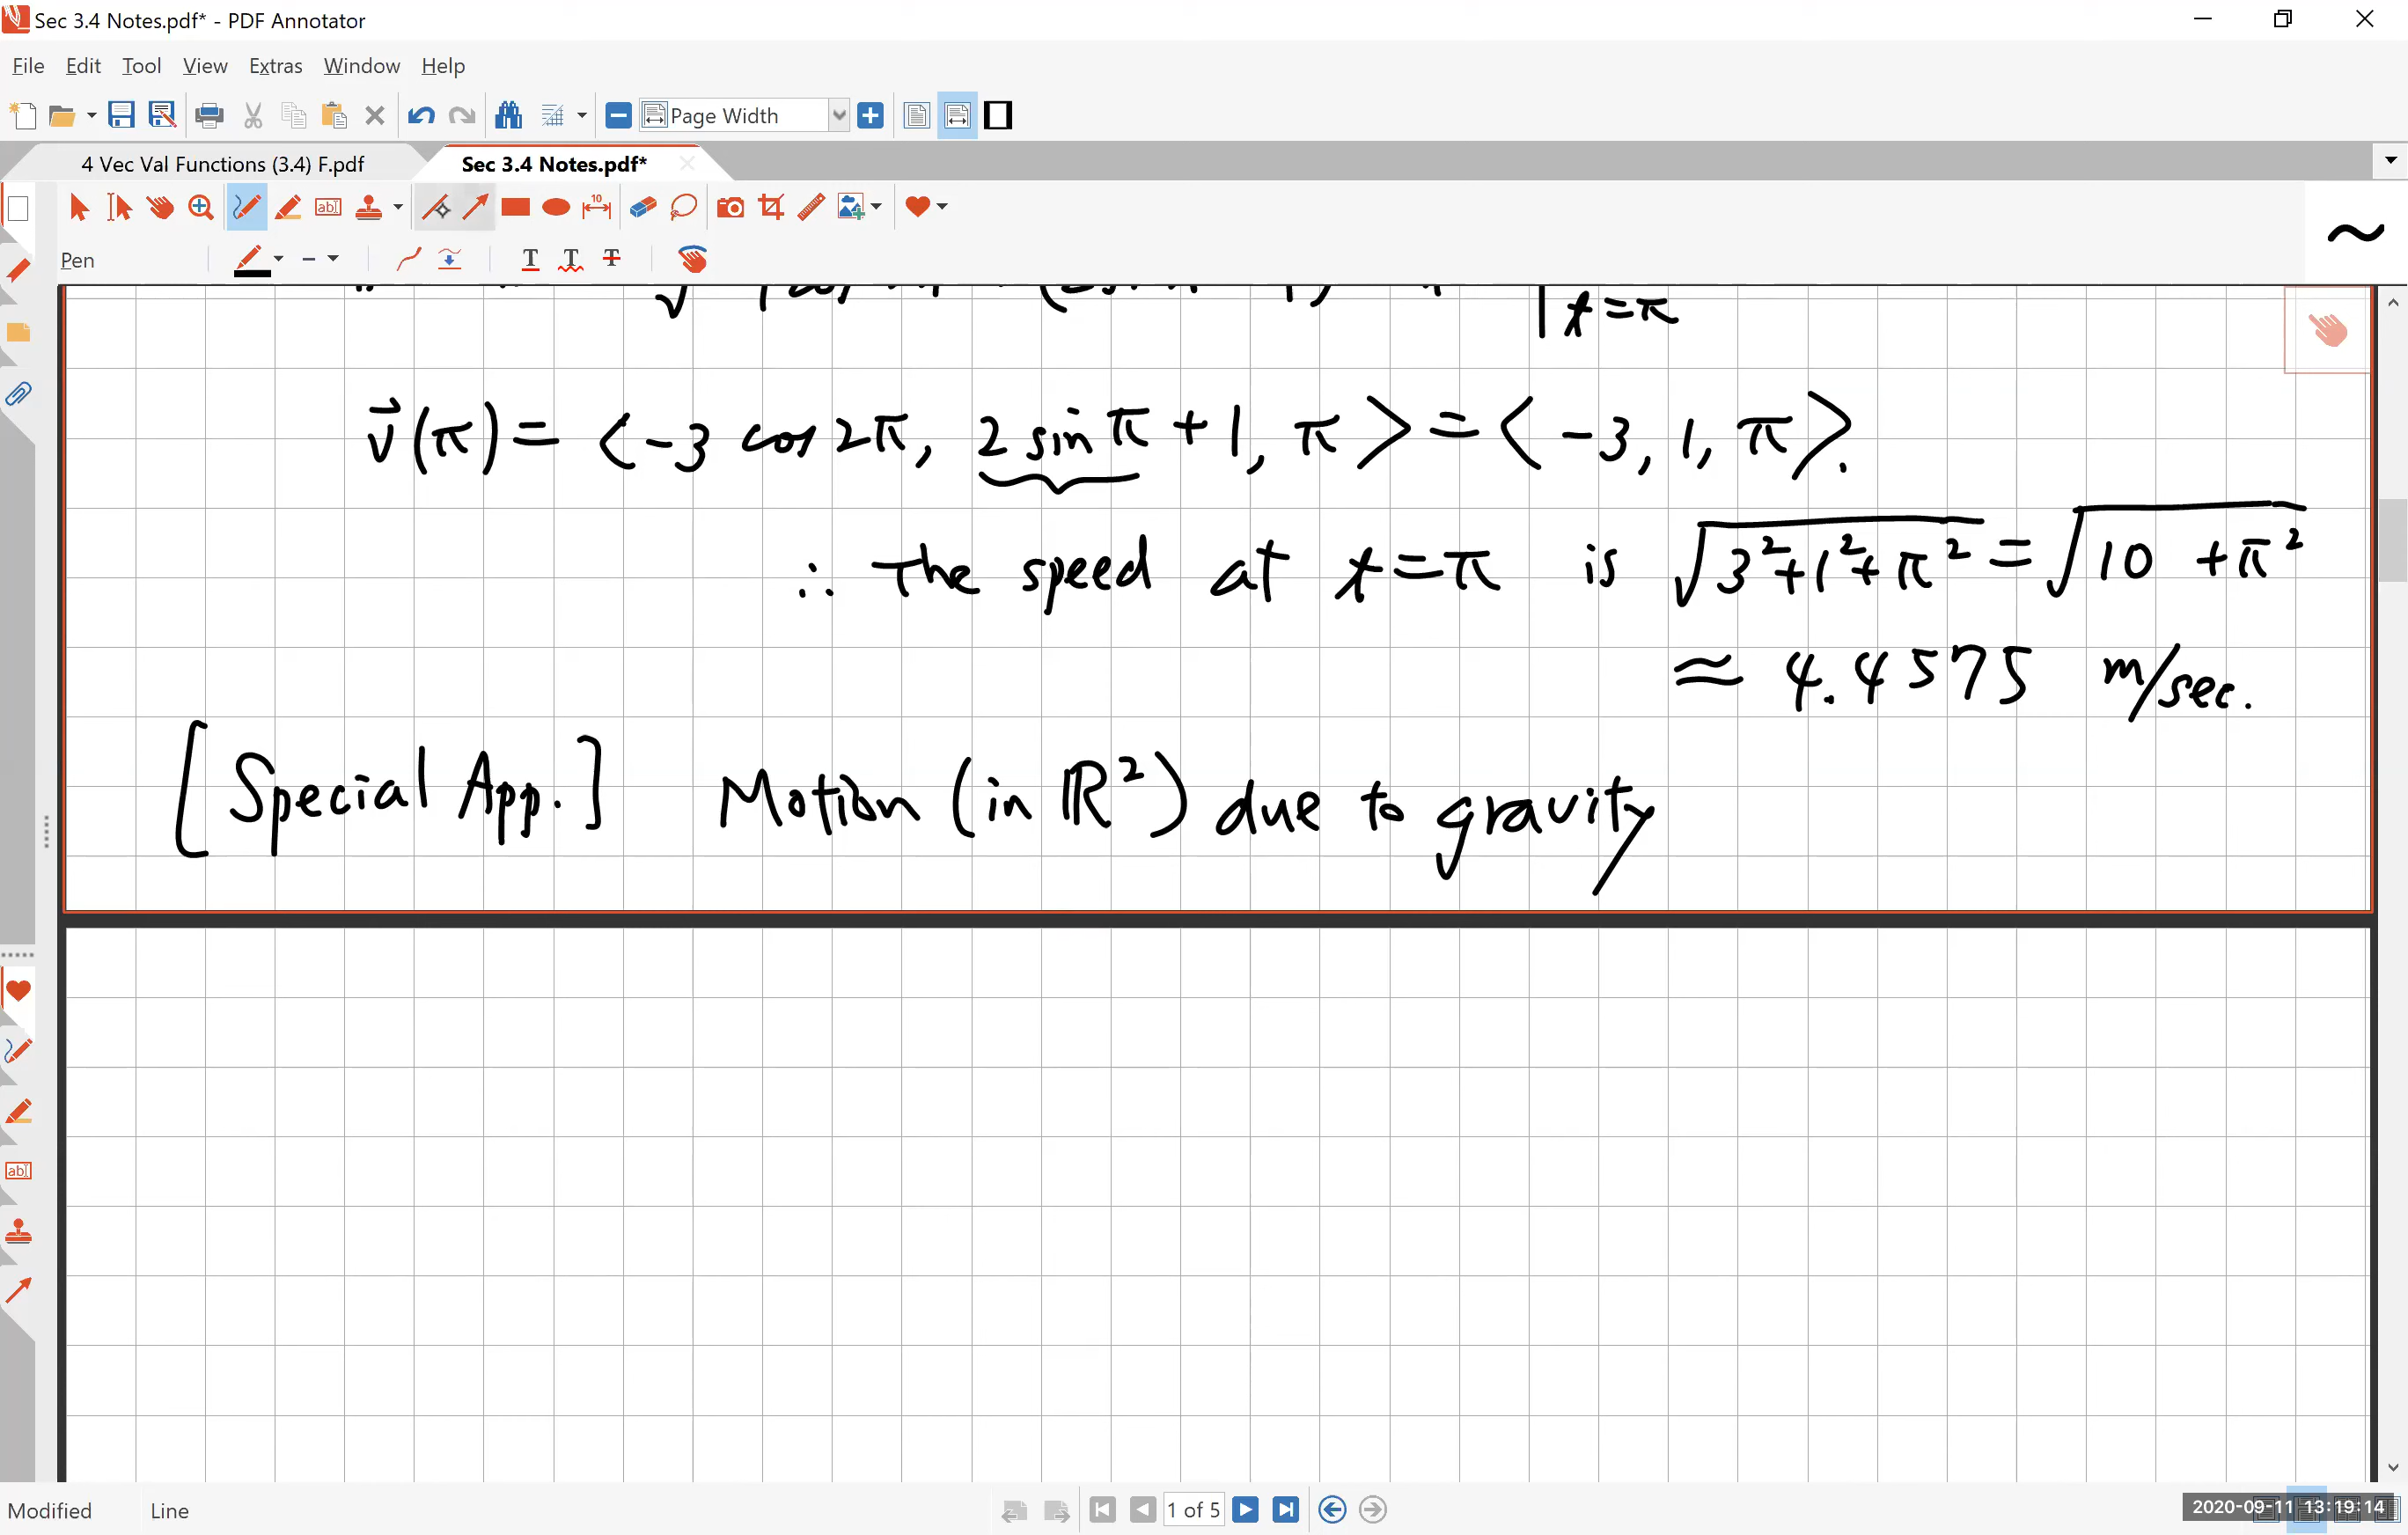 Sec 3.4 Notes.pdf* - PDF Annotator
File Edit Tool View Extras Window Help
Page Width
4 Vec Val Functions (3.4) F.pdf
Sec 3.4 Notes.pdf*
ab
10
Pen
T T T
t=π
v⃗(π) = <-3 cos 2π, 2 sin π + 1, π> = <-3, 1, π>.
∴ The speed at t=π is √(3²+1²+π²) = √(10 + π²)
≈ 4.4575 m/sec.
[Special App.] Motion (in ℝ²) due to gravity
ab
Modified
Line
1 of 5
2020-09-11 13:19:14